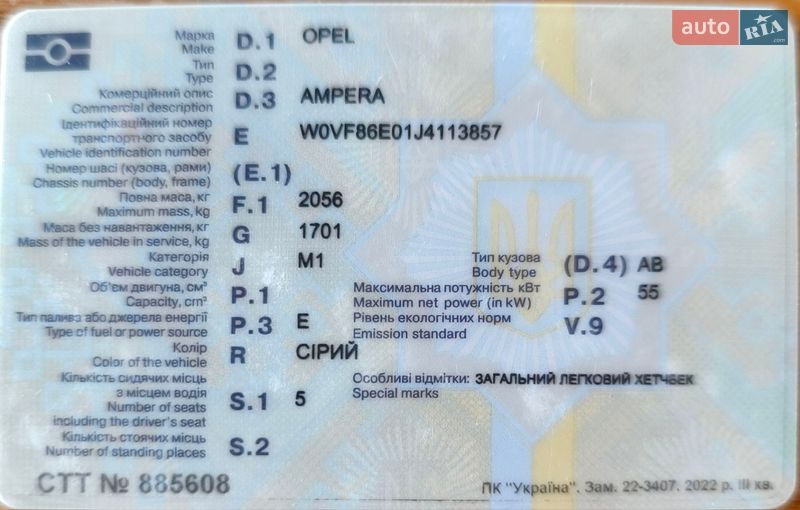 auto RIA.com
Марка
Make D.1 OPEL
Тип
Type D.2
Комерційний опис
Commercial description D.3 AMPERA
Ідентифікаційний номер
транспортного засобу
Vehicle identification number E W0VF86E01J4113857
Номер шасі (кузова, рами)
Chassis number (body, frame) (E.1)
Повна маса, кг
Maximum mass, kg F.1 2056
Маса без навантаження, кг
Mass of the vehicle in service, kg G 1701
Категорія
Vehicle category J M1
Тип кузова
Body type (D.4) АВ
Об'єм двигуна, см³
Capacity, cm³ P.1
Максимальна потужність кВт
Maximum net power (in kW) P.2 55
Тип палива або джерела енергії
Type of fuel or power source P.3 E
Рівень екологічних норм
Emission standard V.9
Колір
Color of the vehicle R СІРИЙ
Кількість сидячих місць
з місцем водія
Number of seats
including the driver's seat S.1 5
Особливі відмітки: ЗАГАЛЬНИЙ ЛЕГКОВИЙ ХЕТЧБЕК
Special marks
Кількість стоячих місць
Number of standing places S.2
СТТ № 885608
ПК "Україна". Зам. 22-3407. 2022 р. III кв.